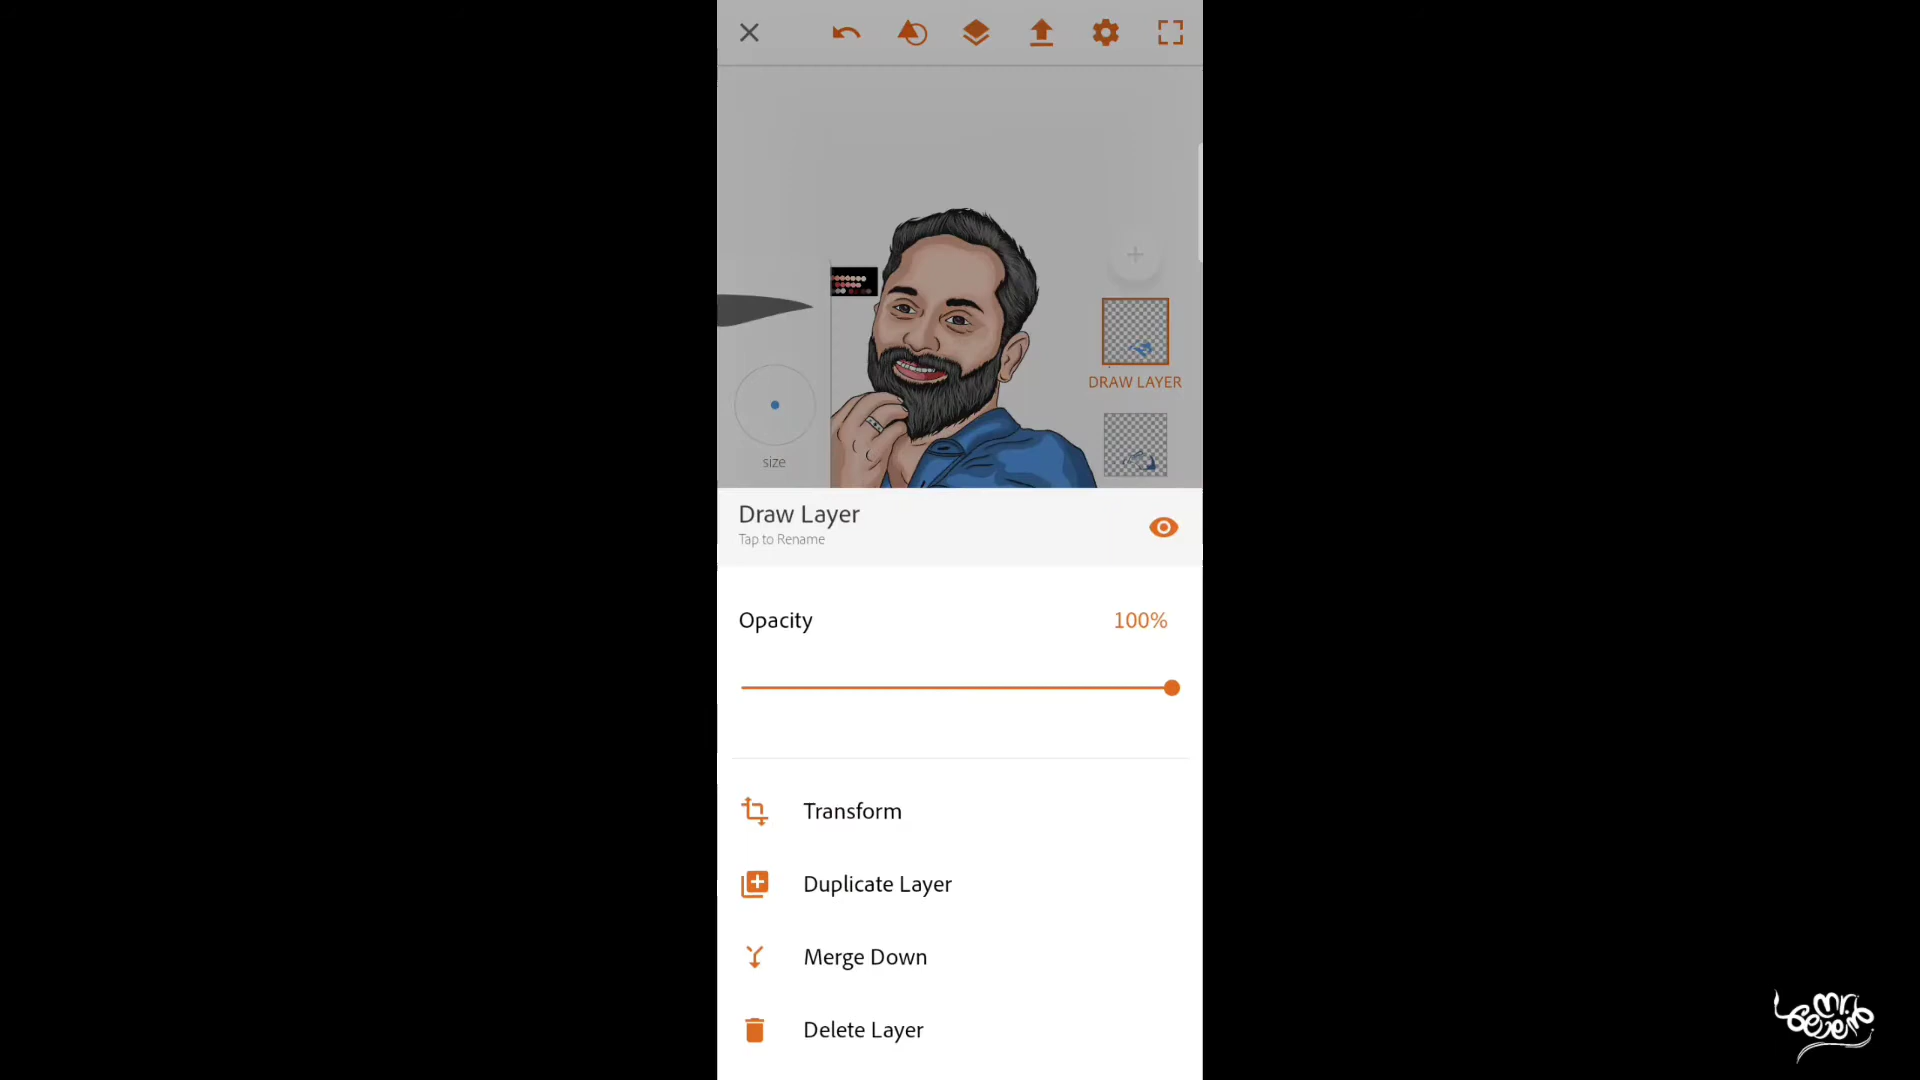 DRAW LAYER
size
Draw Layer
Tap to Rename
Opacity 100%
Transform
Duplicate Layer
Merge Down
Delete Layer